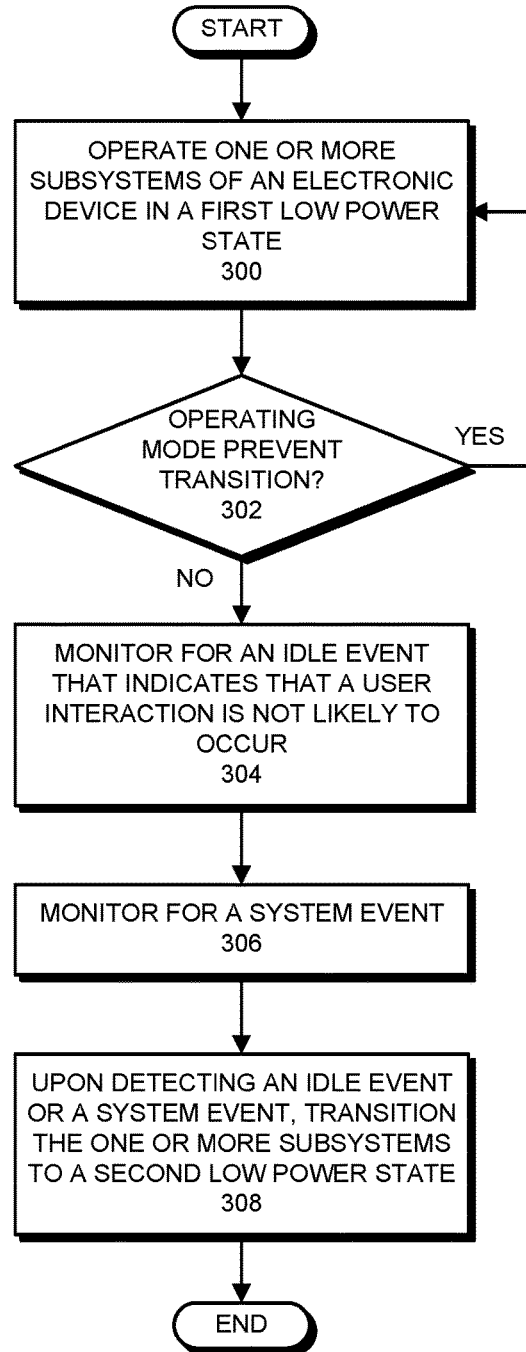 START
OPERATE ONE OR MORE
SUBSYSTEMS OF AN ELECTRONIC
DEVICE IN A FIRST LOW POWER
STATE
300
OPERATING
MODE PREVENT
TRANSITION?
302
YES
NO
MONITOR FOR AN IDLE EVENT
THAT INDICATES THAT A USER
INTERACTION IS NOT LIKELY TO
OCCUR
304
MONITOR FOR A SYSTEM EVENT
306
UPON DETECTING AN IDLE EVENT
OR A SYSTEM EVENT, TRANSITION
THE ONE OR MORE SUBSYSTEMS
TO A SECOND LOW POWER STATE
308
END